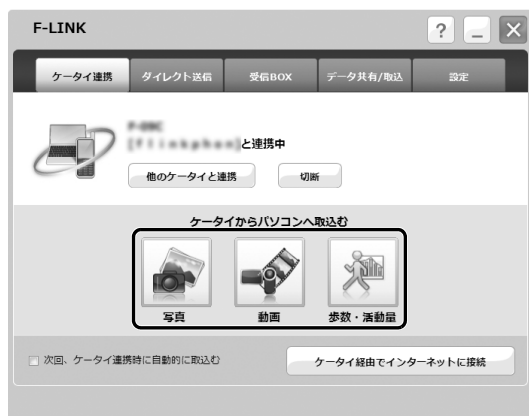 F-LINK
ケータイ連携 ダイレクト送信 受信BOX データ共有/取込 設定
と連携中
他のケータイと連携 切断
ケータイからパソコンへ取込む
写真 動画 歩数・活動量
次回、ケータイ連携時に自動的に取込む
ケータイ経由でインターネットに接続